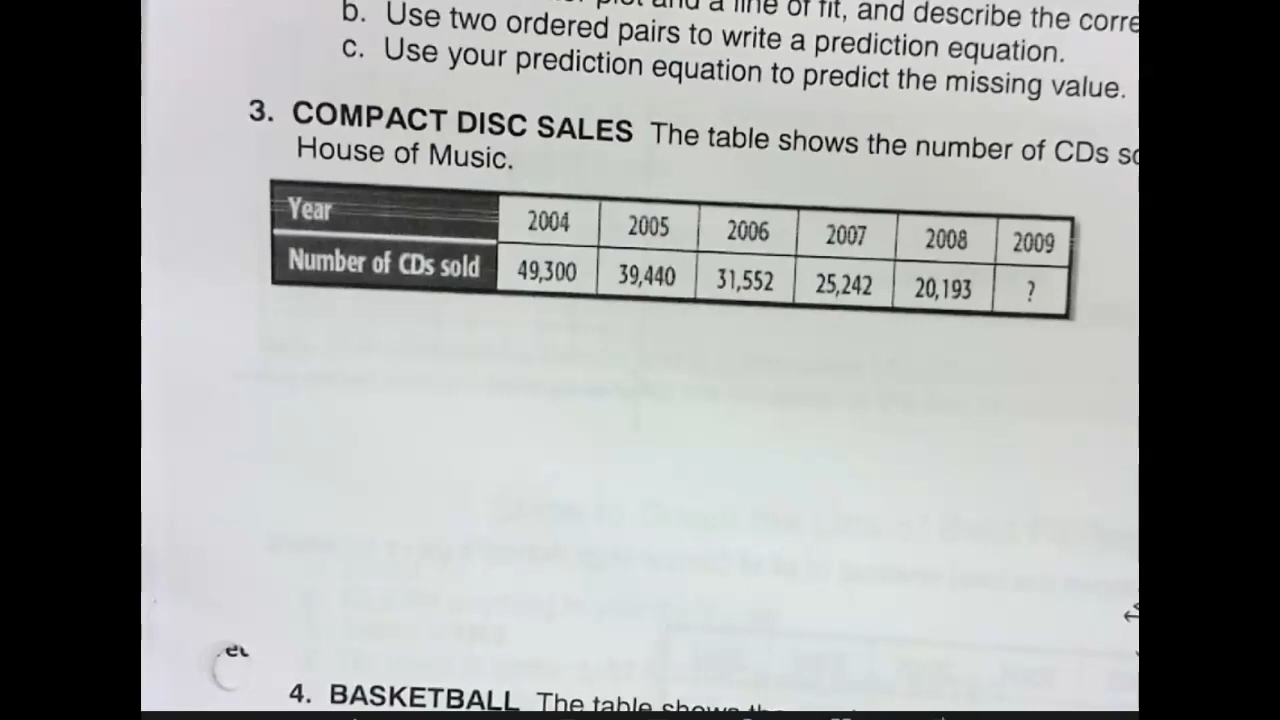 a line of fit, and describe the corre
b. Use two ordered pairs to write a prediction equation.
c. Use your prediction equation to predict the missing value.
3. COMPACT DISC SALES The table shows the number of CDs so
House of Music.
Year 2004 2005 2006 2007 2008 2009
Number of CDs sold 49,300 39,440 31,552 25,242 20,193 ?
4. BASKETBALL The table shows